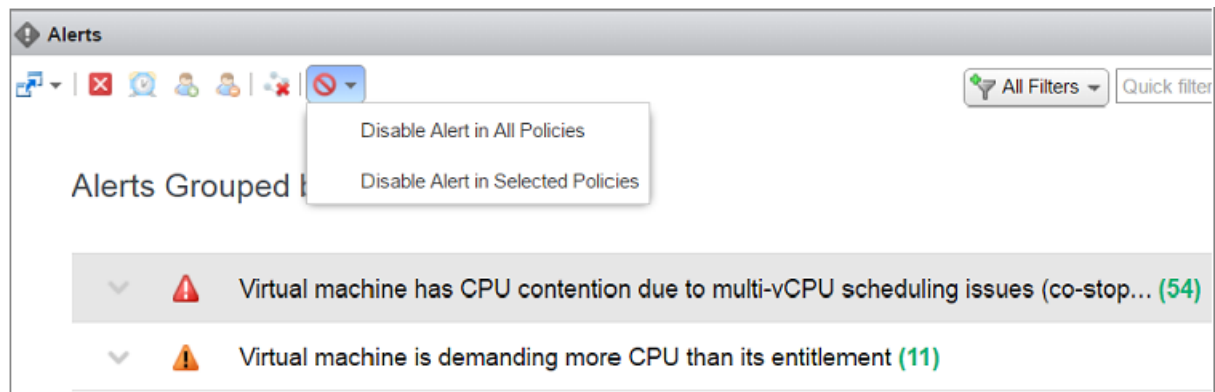 Alerts
All Filters
Quick filter
Disable Alert in All Policies
Disable Alert in Selected Policies
Alerts Grouped
Virtual machine has CPU contention due to multi-vCPU scheduling issues (co-stop... (54)
Virtual machine is demanding more CPU than its entitlement (11)